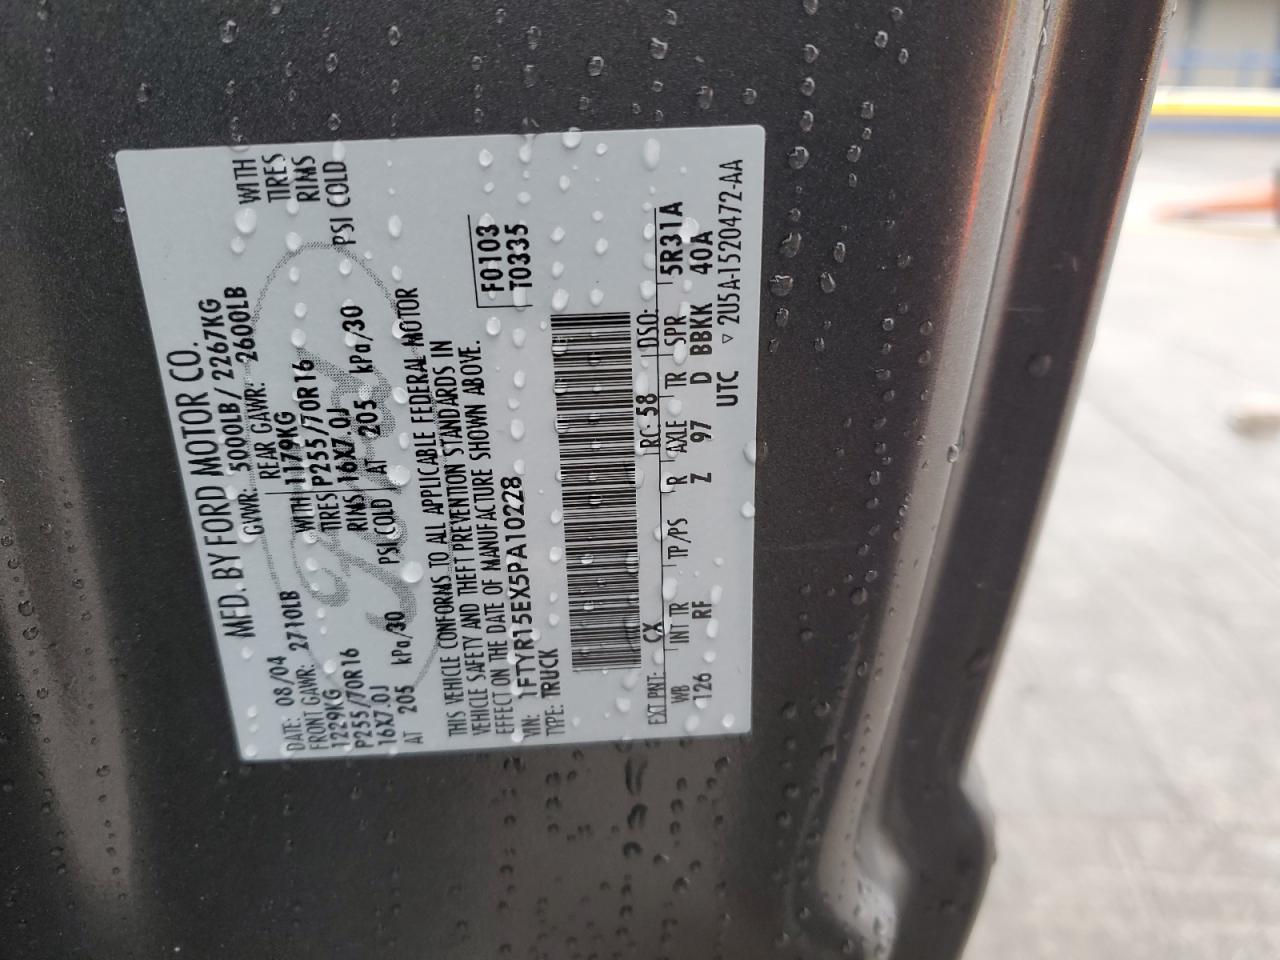 MFD. BY FORD MOTOR CO.
DATE: 08/04 GVWR: 5000LB/2267KG
FRONT GAWR: 2710LB REAR GAWR: 2600LB
1229KG WITH 1179KG WITH
P255/70R16 TIRES P255/70R16 TIRES
16X7.0J RIMS 16X7.0J RIMS
AT 205 kPa/30 PSI COLD AT 205 kPa/30 PSI COLD
THIS VEHICLE CONFORMS TO ALL APPLICABLE FEDERAL MOTOR
VEHICLE SAFETY AND THEFT PREVENTION STANDARDS IN
EFFECT ON THE DATE OF MANUFACTURE SHOWN ABOVE.
VIN: 1FTYR15EX5PA10228 F0103
TYPE: TRUCK T0335
EXT PNT: CX RC: 58 DSO:
WB INT TR TP/PS R AXLE TR SPR 5R31A
126 RF Z 97 D BBKK 40A
UTC ▽ 2U5A-1520472-AA
Ford